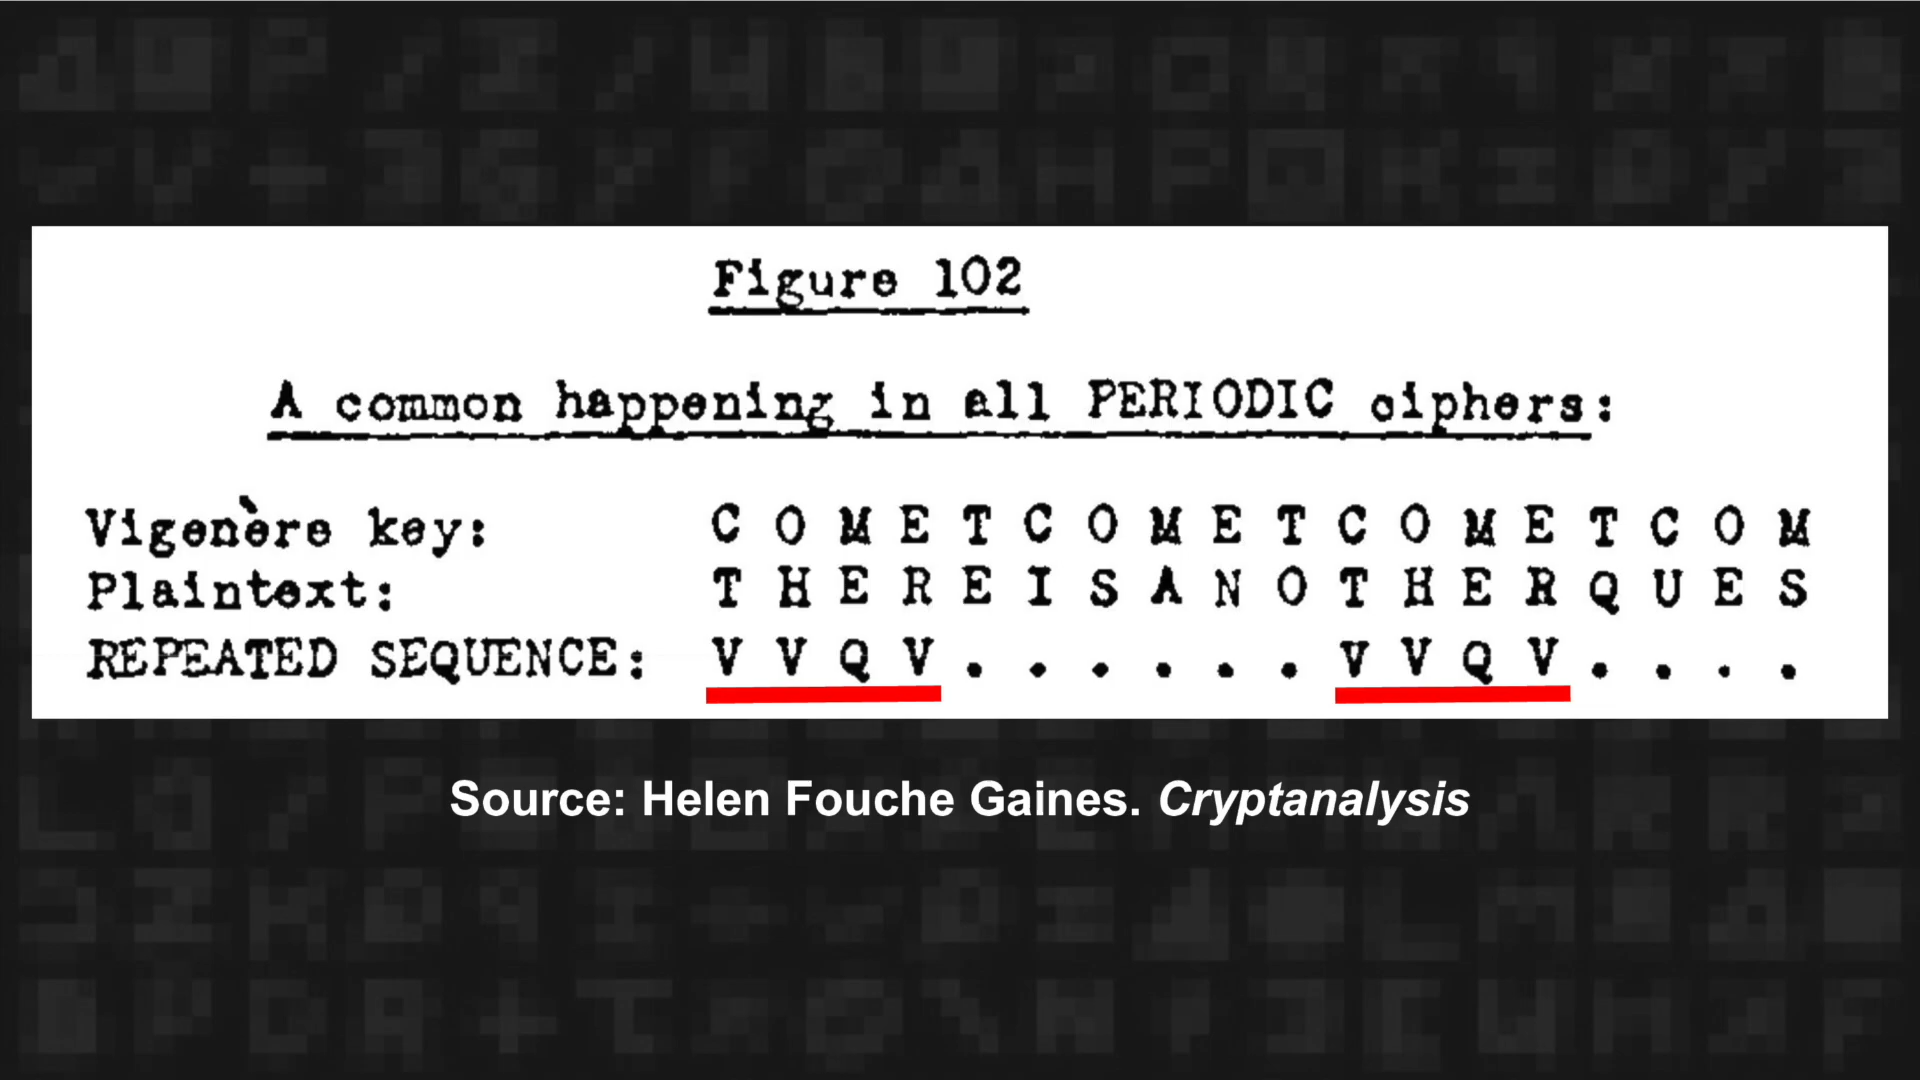 Figure 102
A common happening in all PERIODIC ciphers:
Vigenère key: C O M E T C O M E T C O M E T C O M
Plaintext: T H E R E I S A N O T H E R Q U E S
REPEATED SEQUENCE: V V Q V . . . . . . V V Q V . . . .
Source: Helen Fouche Gaines. Cryptanalysis